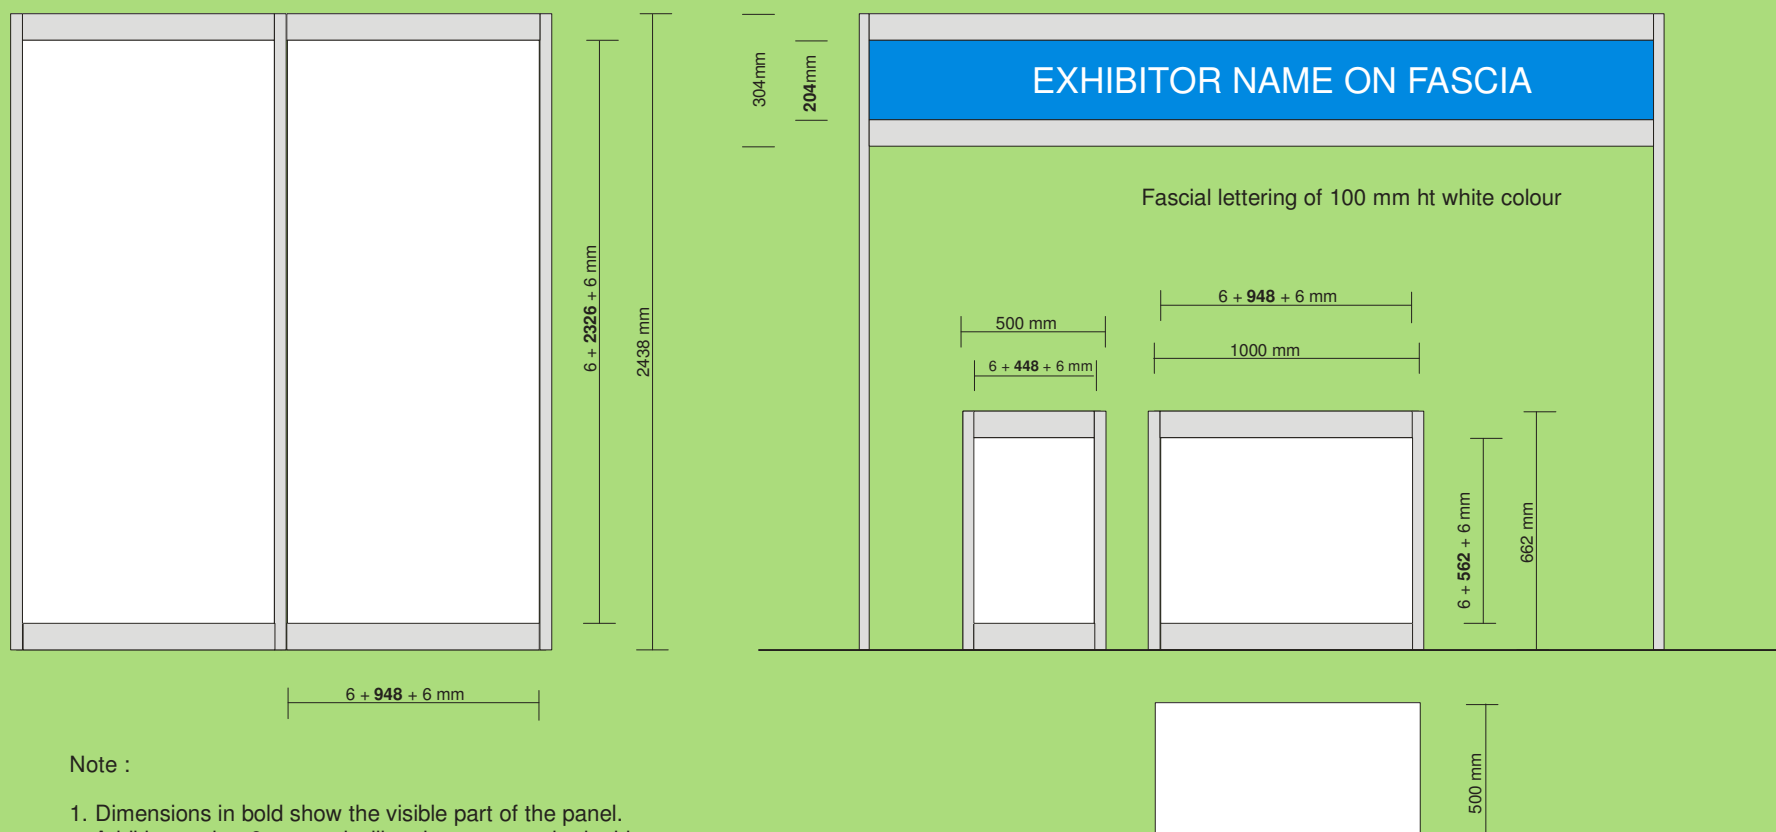 304mm
204mm
EXHIBITOR NAME ON FASCIA
Fascial lettering of 100 mm ht white colour
6 + 2326 + 6 mm
2438 mm
6 + 948 + 6 mm
500 mm
1000 mm
6 + 448 + 6 mm
6 + 562 + 6 mm
662 mm
6 + 948 + 6 mm
500 mm
Note :
1. Dimensions in bold show the visible part of the panel.